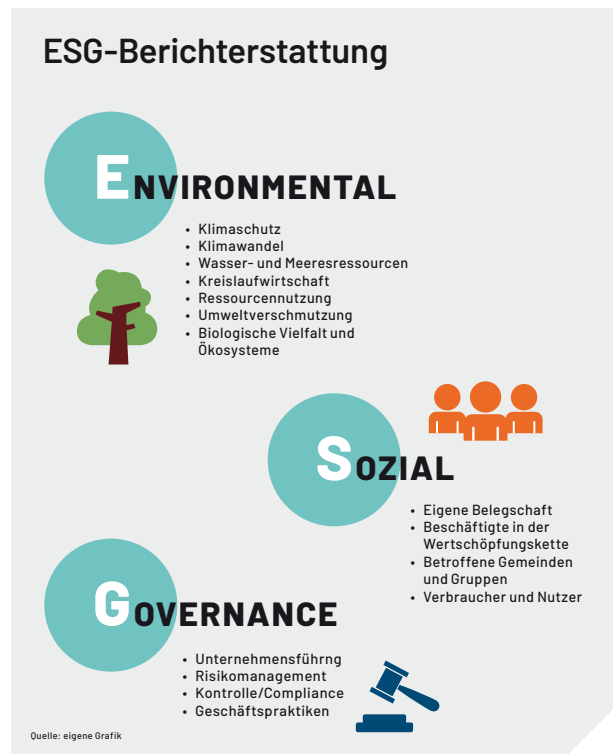 ESG-Berichterstattung
ENVIRONMENTAL
• Klimaschutz
• Klimawandel
• Wasser- und Meeresressourcen
• Kreislaufwirtschaft
• Ressourcennutzung
• Umweltverschmutzung
• Biologische Vielfalt und
Ökosysteme
SOZIAL
• Eigene Belegschaft
• Beschäftigte in der
Wertschöpfungskette
• Betroffene Gemeinden
und Gruppen
• Verbraucher und Nutzer
GOVERNANCE
• Unternehmensführng
• Risikomanagement
• Kontrolle/Compliance
• Geschäftspraktiken
Quelle: eigene Grafik